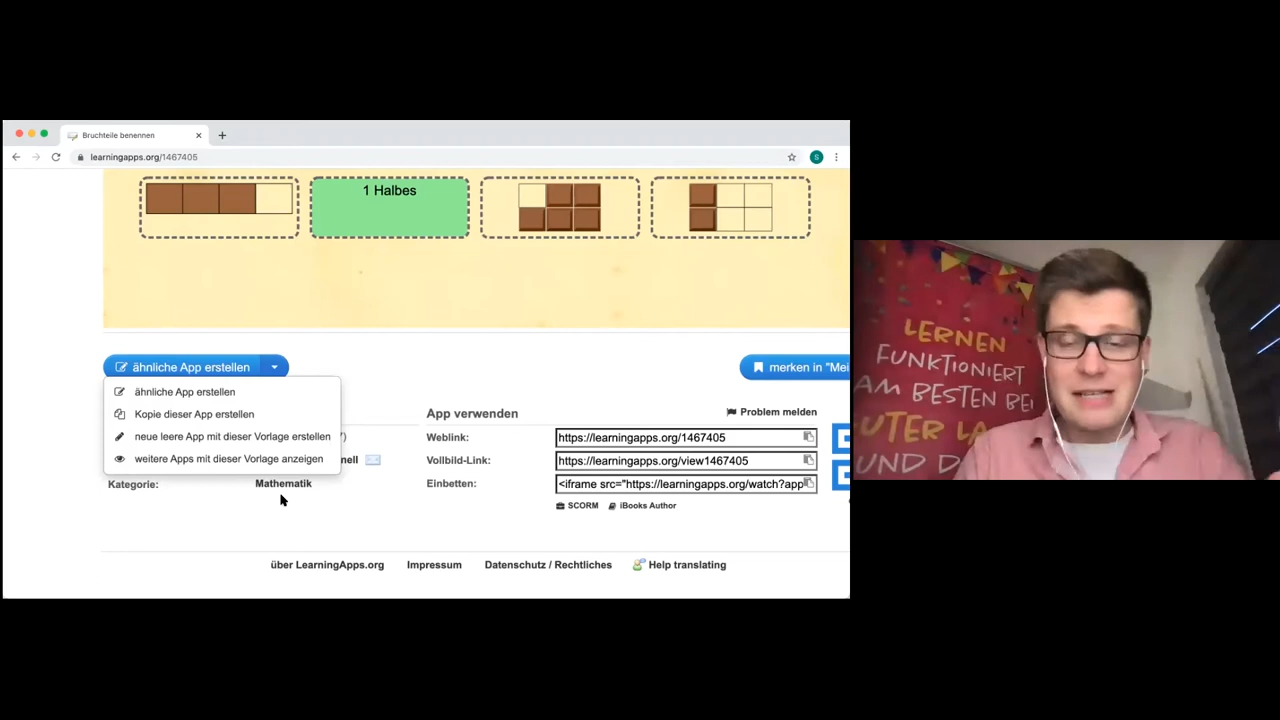 Bruchteile benennen
learningapps.org/1467405
S
1 Halbes
ähnliche App erstellen
merken in "Mei
ähnliche App erstellen
Kopie dieser App erstellen
neue leere App mit dieser Vorlage erstellen
weitere Apps mit dieser Vorlage anzeigen
App verwenden
Problem melden
Weblink:
https://learningapps.org/1467405
Vollbild-Link:
https://learningapps.org/view1467405
Kategorie:
Mathematik
Einbetten:
<iframe src="https://learningapps.org/watch?app
SCORM
iBooks Author
über LearningApps.org
Impressum
Datenschutz / Rechtliches
Help translating
LERNEN
FUNKTIONIERT
AM BESTEN BEI
UTER LA
UND D